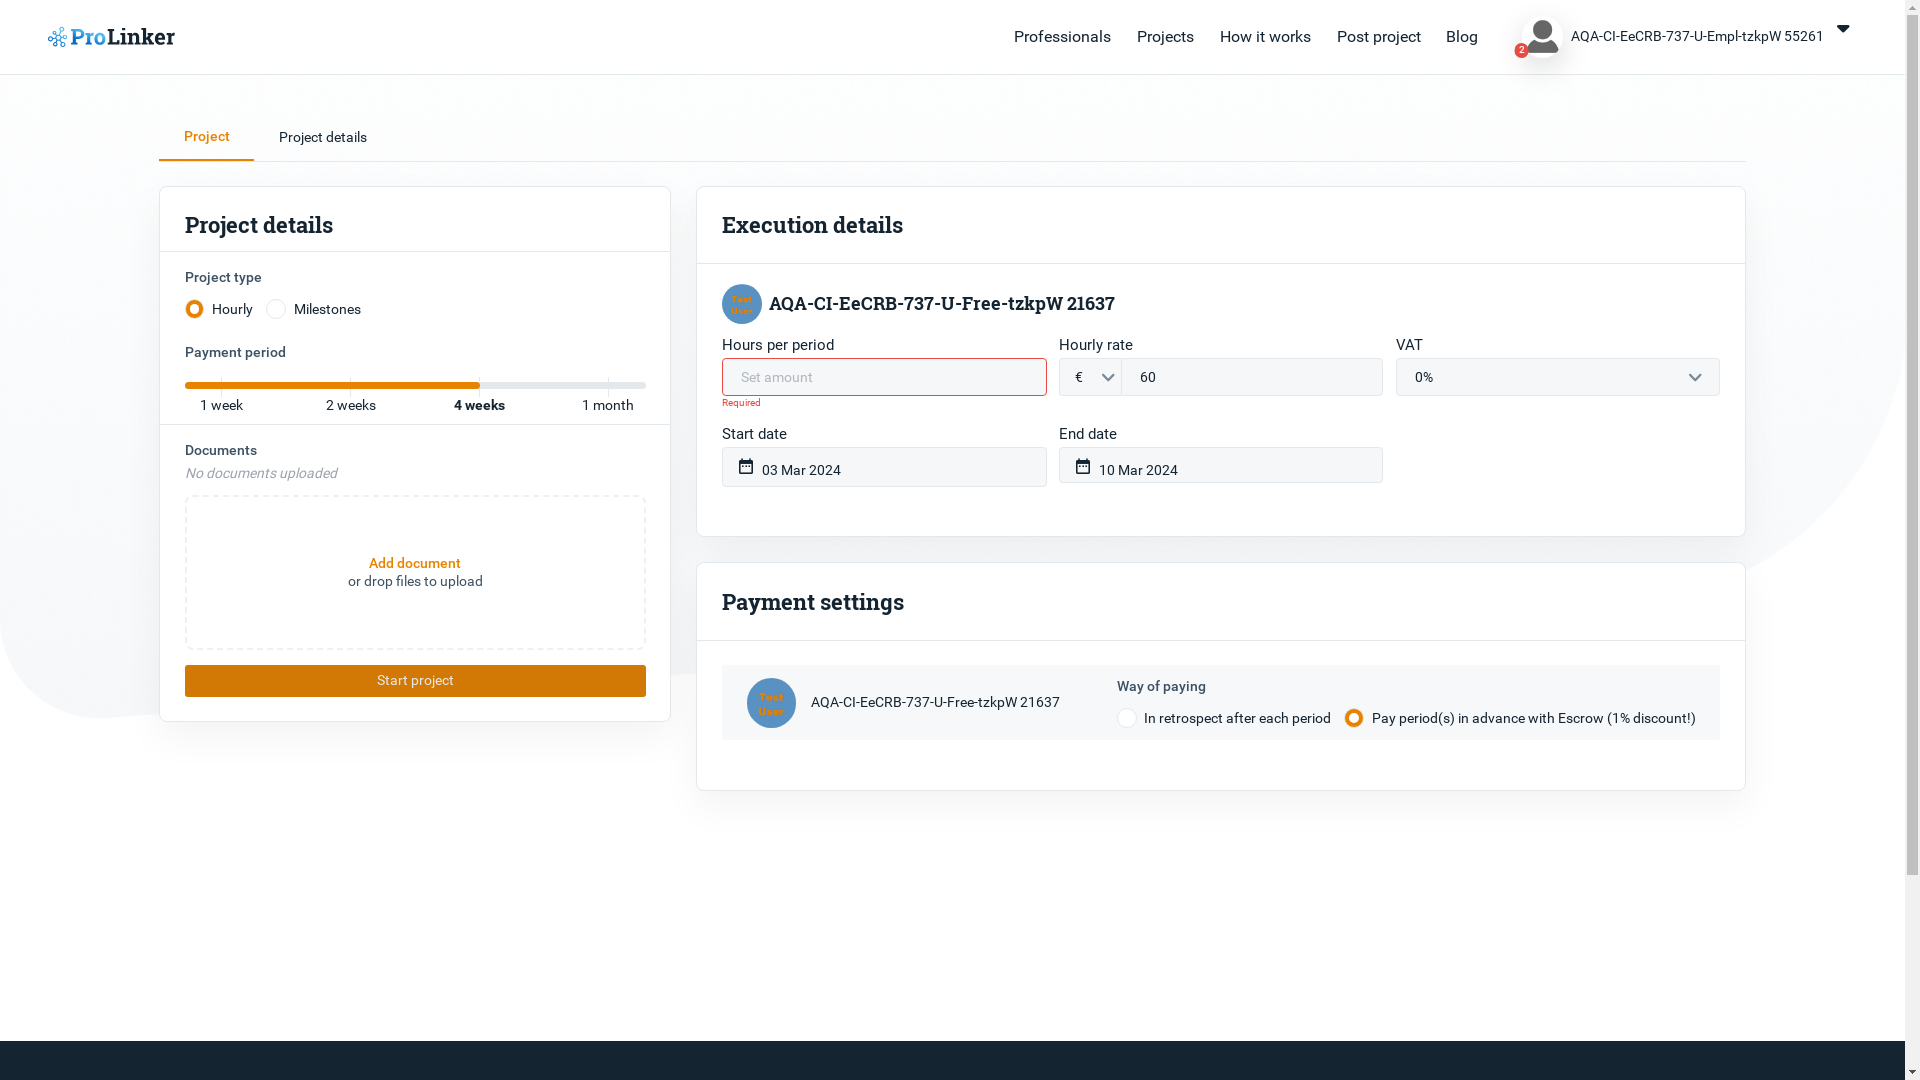 ProLinker
Professionals
Projects
How it works
Post project
Blog
2
AQA-CI-EeCRB-737-U-Empl-tzkpW 55261
Project
Project details
Project details
Project type
Hourly
Milestones
Payment period
1 week
2 weeks
4 weeks
1 month
Documents
No documents uploaded
Add document
or drop files to upload
Start project
Execution details
Test
User
AQA-CI-EeCRB-737-U-Free-tzkpW 21637
Hours per period
Hourly rate
VAT
Set amount
€
60
0%
Required
Start date
End date
03 Mar 2024
10 Mar 2024
Payment settings
Test
User
AQA-CI-EeCRB-737-U-Free-tzkpW 21637
Way of paying
In retrospect after each period
Pay period(s) in advance with Escrow (1% discount!)